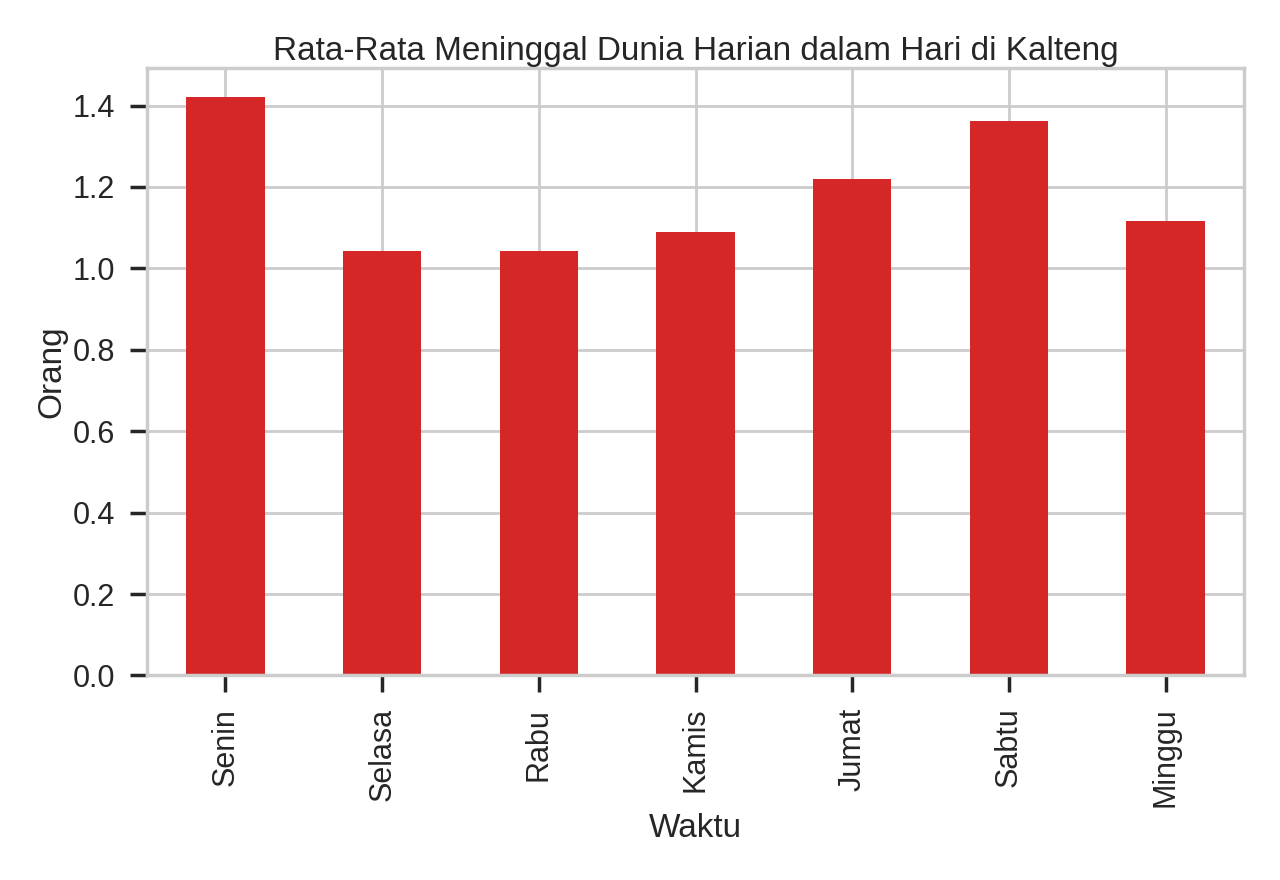 Rata-Rata Meninggal Dunia Harian dalam Hari di Kalteng
Orang
1.4
1.2
1.0
0.8
0.6
0.4
0.2
0.0
Senin
Selasa
Rabu
Kamis
Jumat
Sabtu
Minggu
Waktu